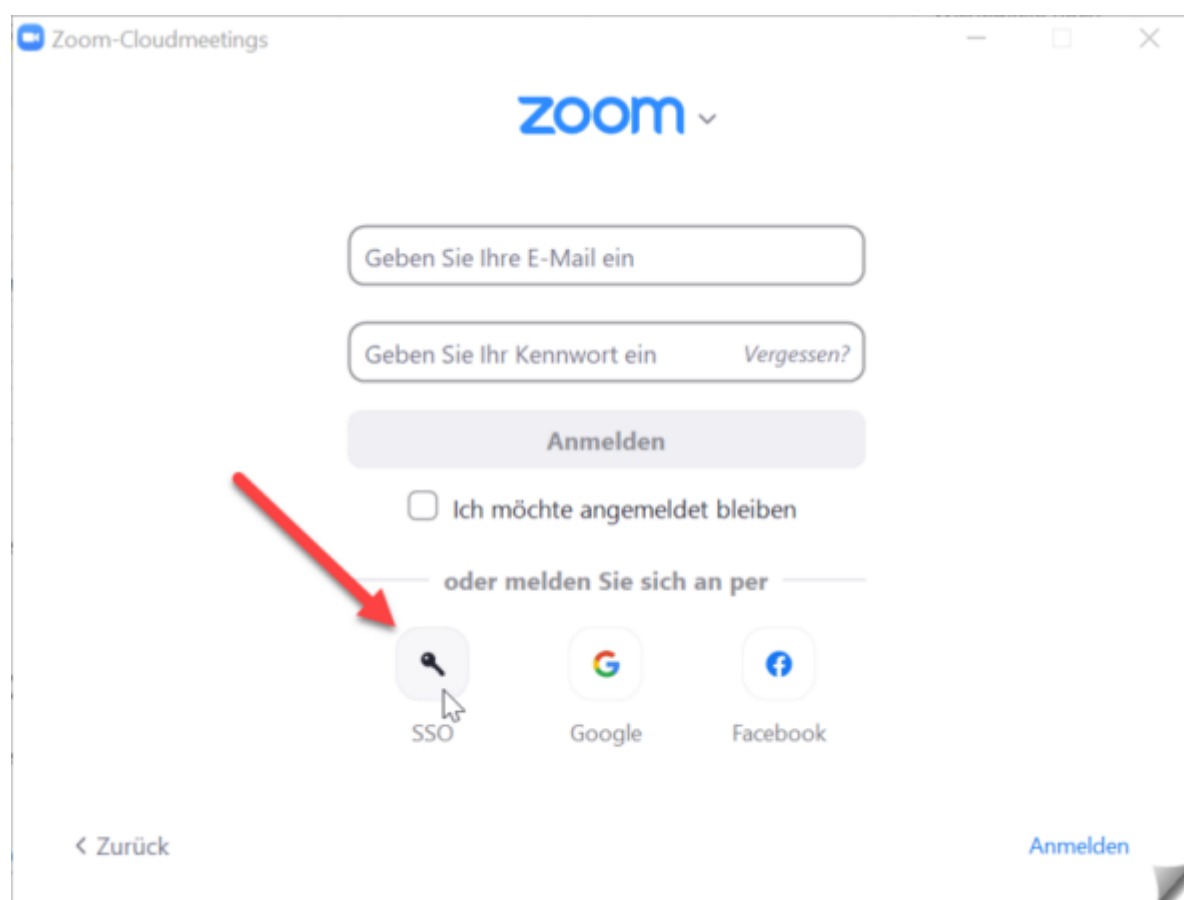 Zoom-Cloudmeetings
zoom
Geben Sie Ihre E-Mail ein
Geben Sie Ihr Kennwort ein Vergessen?
Anmelden
Ich möchte angemeldet bleiben
oder melden Sie sich an per
SSO Google Facebook
Zurück Anmelden